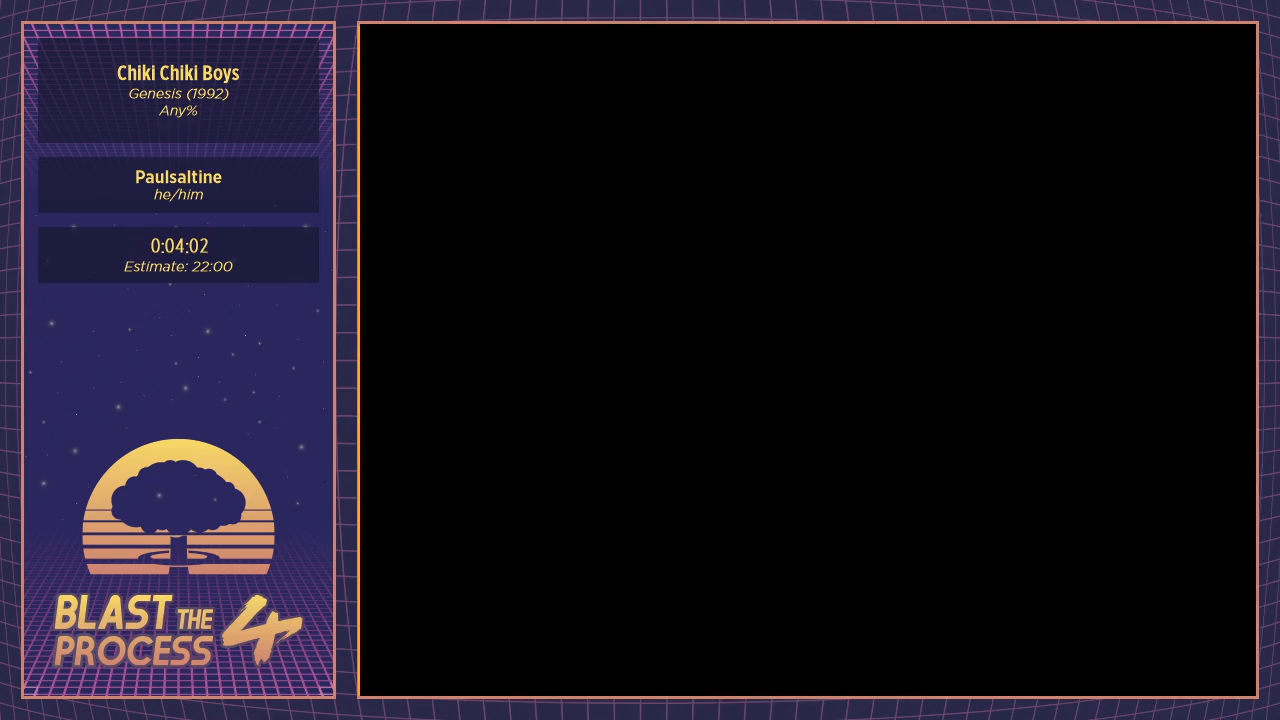 Chiki Chiki Boys
Genesis (1992)
Any%
Paulsaltine
he/him
0:04:02
Estimate: 22:00
BLAST THE
PROCESS 4